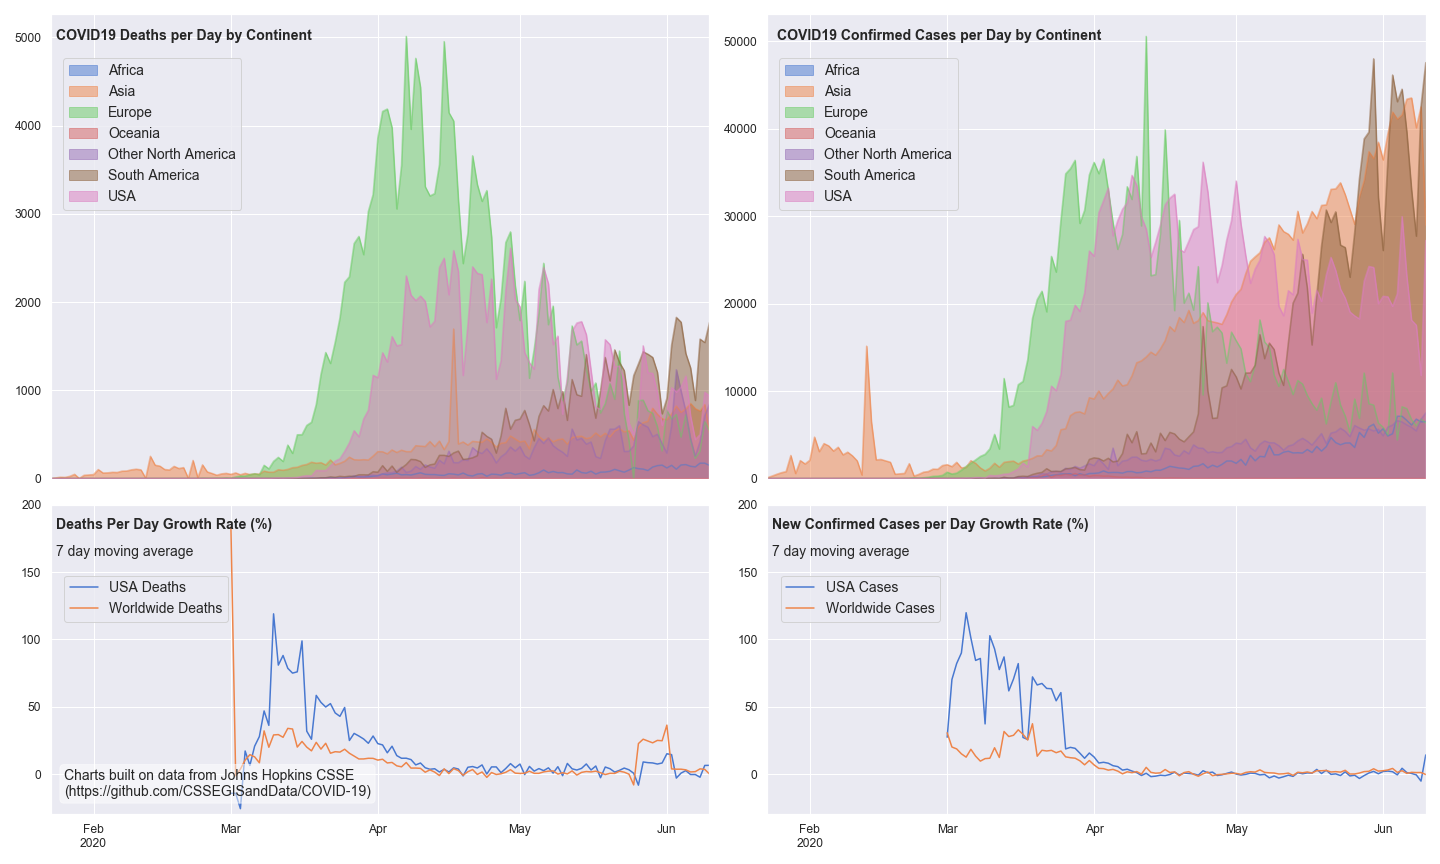 COVID19 Deaths per Day by Continent
Africa
Asia
Europe
Oceania
Other North America
South America
USA
5000
4000
3000
2000
1000
0
COVID19 Confirmed Cases per Day by Continent
Africa
Asia
Europe
Oceania
Other North America
South America
USA
50000
40000
30000
20000
10000
0
Deaths Per Day Growth Rate (%)
7 day moving average
USA Deaths
Worldwide Deaths
200
150
100
50
0
Charts built on data from Johns Hopkins CSSE
(https://github.com/CSSEGISandData/COVID-19)
Feb Mar Apr May Jun
2020
New Confirmed Cases per Day Growth Rate (%)
7 day moving average
USA Cases
Worldwide Cases
200
150
100
50
0
Feb Mar Apr May Jun
2020